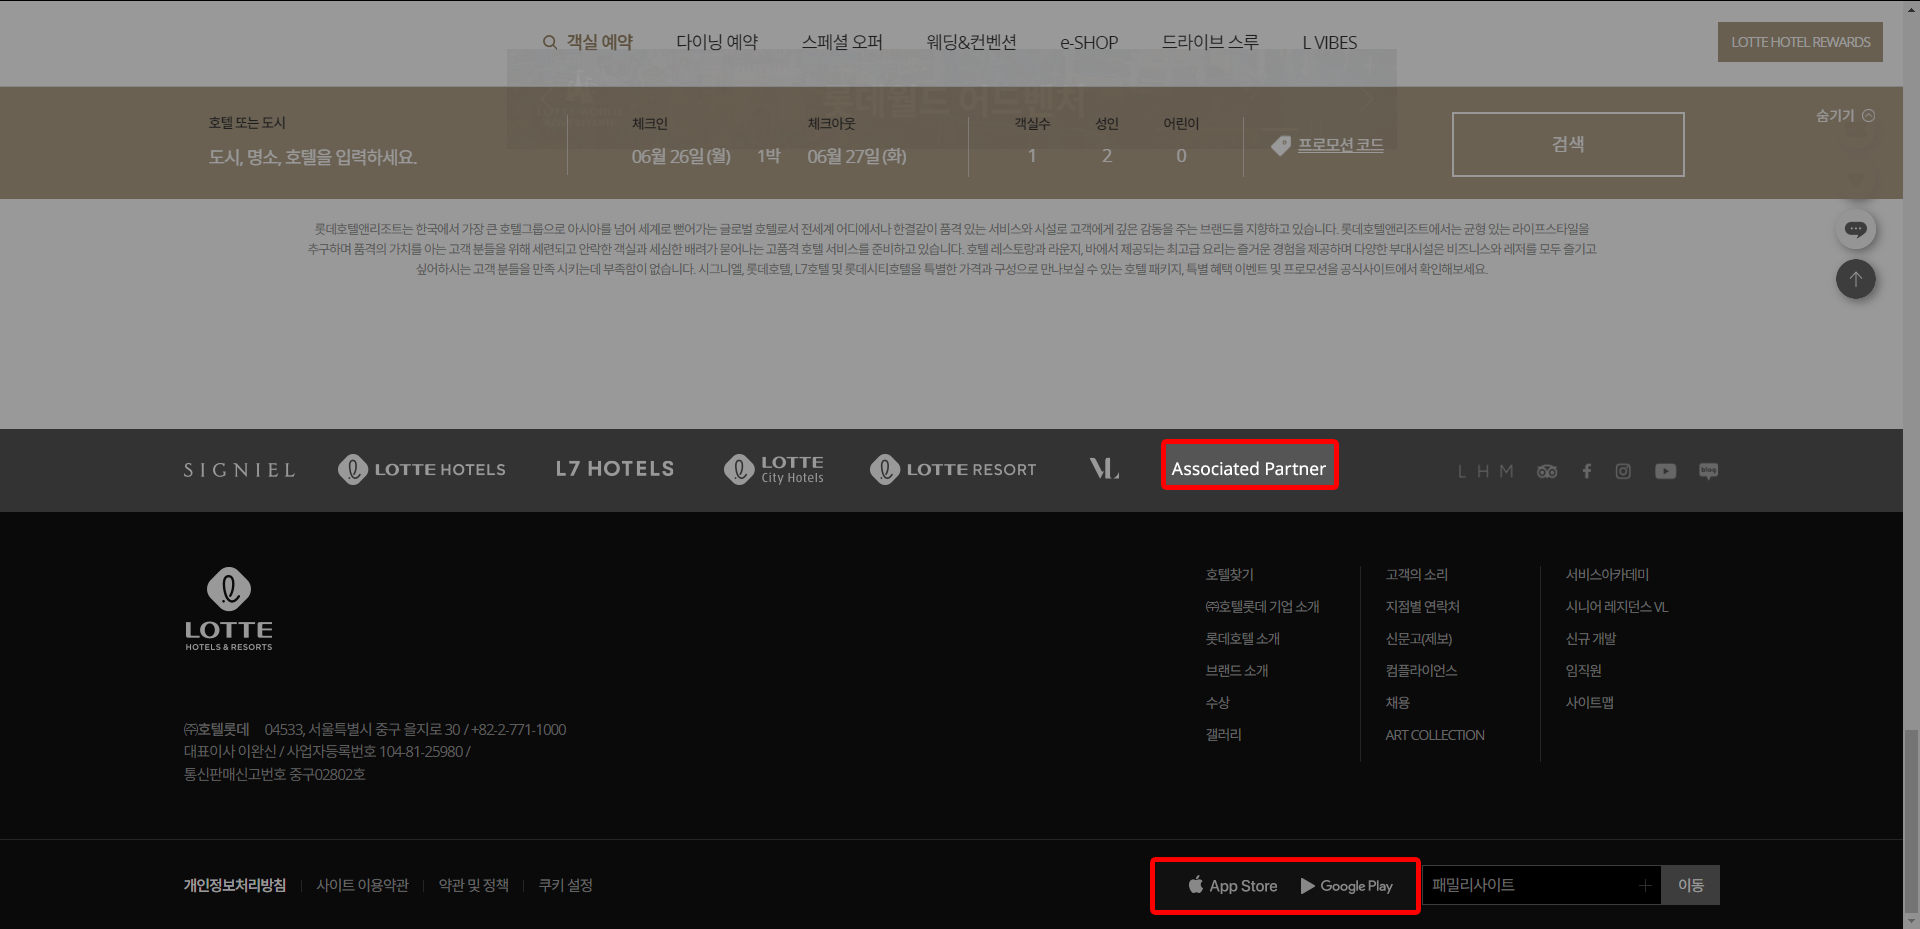 객실 예약 다이닝 예약 스페셜 오퍼 웨딩&컨벤션 e-SHOP 드라이브 스루 L VIBES LOTTE HOTEL REWARDS
롯데월드 어드벤처
호텔 또는 도시 체크인 체크아웃 객실수 성인 어린이 숨기기
도시, 명소, 호텔을 입력하세요. 06월 26일 (월) 1박 06월 27일 (화) 1 2 0 프로모션 코드 검색
롯데호텔앤리조트는 한국에서 가장 큰 호텔그룹으로 아시아를 넘어 세계로 뻗어가는 글로벌 호텔로서 전세계 어디에서나 한결같이 품격 있는 서비스와 시설로 고객에게 깊은 감동을 주는 브랜드를 지향하고 있습니다. 롯데호텔앤리조트에서는 균형 있는 라이프스타일을
추구하며 품격의 가치를 아는 고객 분들을 위해 세련되고 안락한 객실과 세심한 배려가 묻어나는 고품격 호텔 서비스를 준비하고 있습니다. 호텔 레스토랑과 라운지, 바에서 제공되는 최고급 요리는 즐거운 경험을 제공하며 다양한 부대시설은 비즈니스와 레저를 모두 즐기고
싶어하시는 고객 분들을 만족 시키는데 부족함이 없습니다. 시그니엘, 롯데호텔, L7호텔 및 롯데시티호텔을 특별한 가격과 구성으로 만나보실 수 있는 호텔 패키지, 특별 혜택 이벤트 및 프로모션을 공식사이트에서 확인해보세요.
SIGNIEL LOTTE HOTELS L7 HOTELS LOTTE City Hotels LOTTE RESORT VL Associated Partner LHM blog
LOTTE
HOTELS & RESORTS
호텔찾기 고객의 소리 서비스아카데미
㈜호텔롯데 기업 소개 지점별 연락처 시니어 레지던스 VL
롯데호텔 소개 신문고(제보) 신규 개발
브랜드 소개 컴플라이언스 임직원
수상 채용 사이트맵
갤러리 ART COLLECTION
㈜호텔롯데 04533, 서울특별시 중구 을지로 30 / +82-2-771-1000
대표이사 이완신 / 사업자등록번호 104-81-25980 /
통신판매신고번호 중구02802호
개인정보처리방침 사이트 이용약관 약관 및 정책 쿠키 설정 App Store Google Play 패밀리사이트 이동